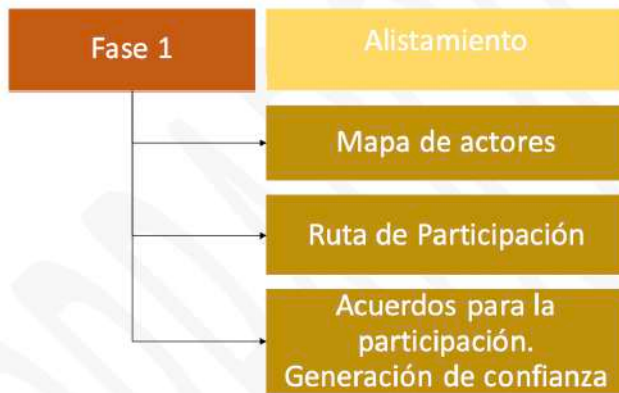 Fase 1
Alistamiento
Mapa de actores
Ruta de Participación
Acuerdos para la
participación.
Generación de confianza